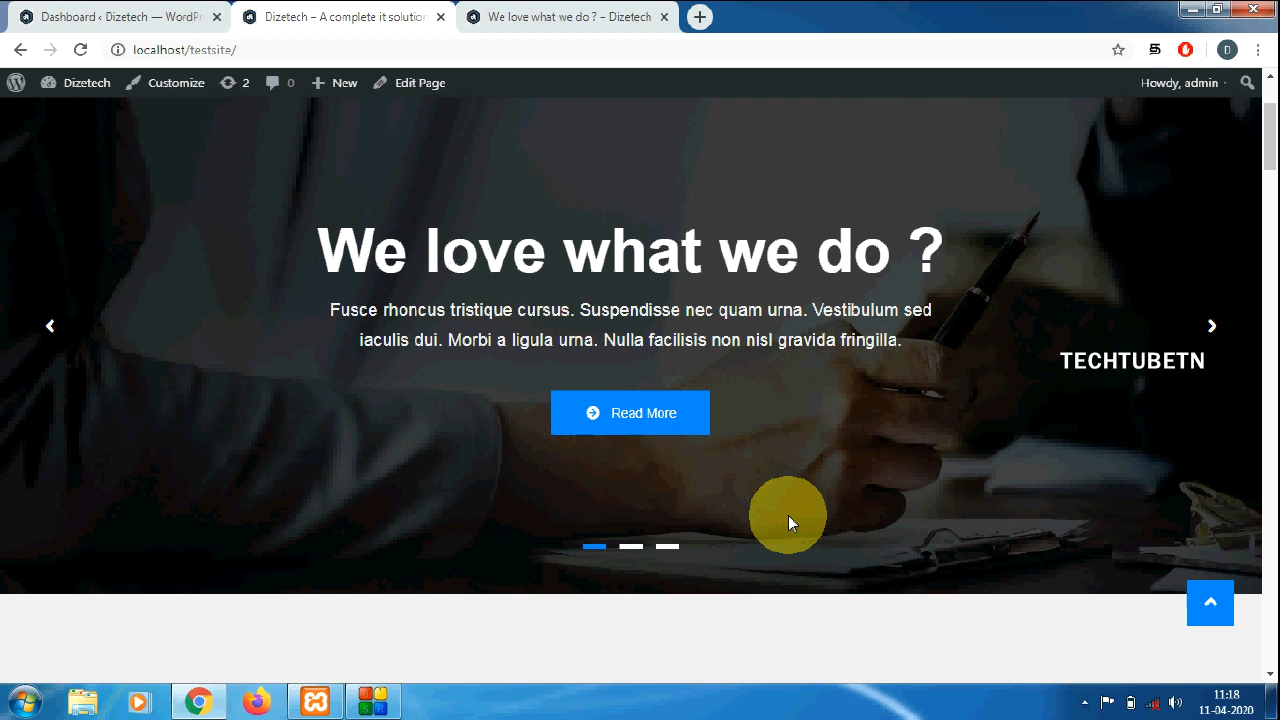 Dashboard ‹ Dizetech — WordPr
Dizetech – A complete it solution
We love what we do ? – Dizetech
localhost/testsite/
D
Dizetech
Customize
2
0
New
Edit Page
Howdy, admin
We love what we do ?
Fusce rhoncus tristique cursus. Suspendisse nec quam urna. Vestibulum sed
iaculis dui. Morbi a ligula urna. Nulla facilisis non nisl gravida fringilla.
TECHTUBETN
Read More
11:18
11-04-2020